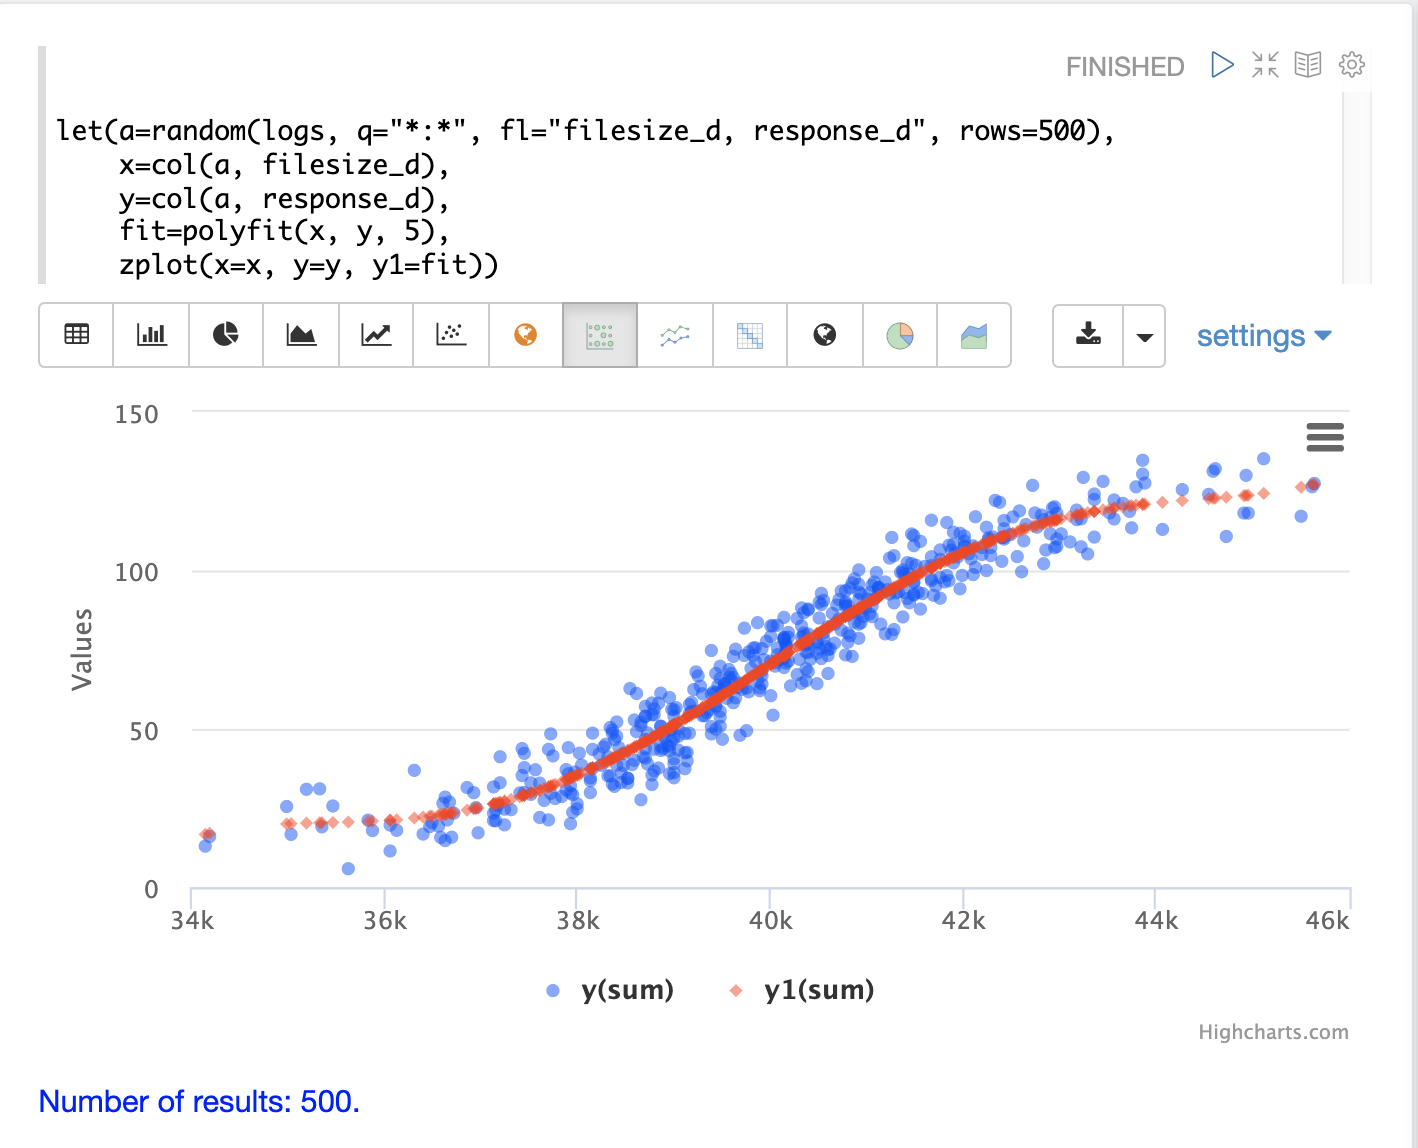 FINISHED
let(a=random(logs, q="*:*", fl="filesize_d, response_d", rows=500),
    x=col(a, filesize_d),
    y=col(a, response_d),
    fit=polyfit(x, y, 5),
    zplot(x=x, y=y, y1=fit))
settings
150
100
50
0
Values
34k 36k 38k 40k 42k 44k 46k
y(sum) y1(sum)
Highcharts.com
Number of results: 500.